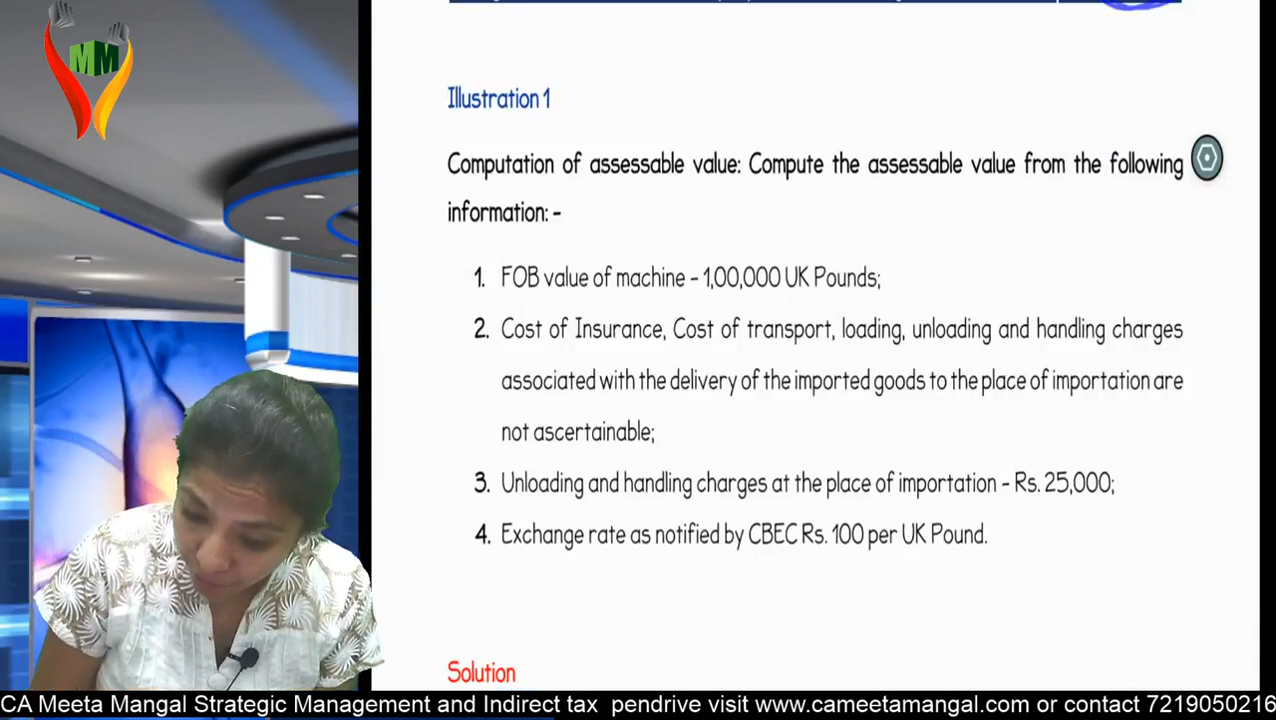 MM
Illustration 1
Computation of assessable value: Compute the assessable value from the following
information: -
1. FOB value of machine - 1,00,000 UK Pounds;
2. Cost of Insurance, Cost of transport, loading, unloading and handling charges
associated with the delivery of the imported goods to the place of importation are
not ascertainable;
3. Unloading and handling charges at the place of importation - Rs. 25,000;
4. Exchange rate as notified by CBEC Rs. 100 per UK Pound.
Solution
CA Meeta Mangal Strategic Management and Indirect tax pendrive visit www.cameetamangal.com or contact 7219050216